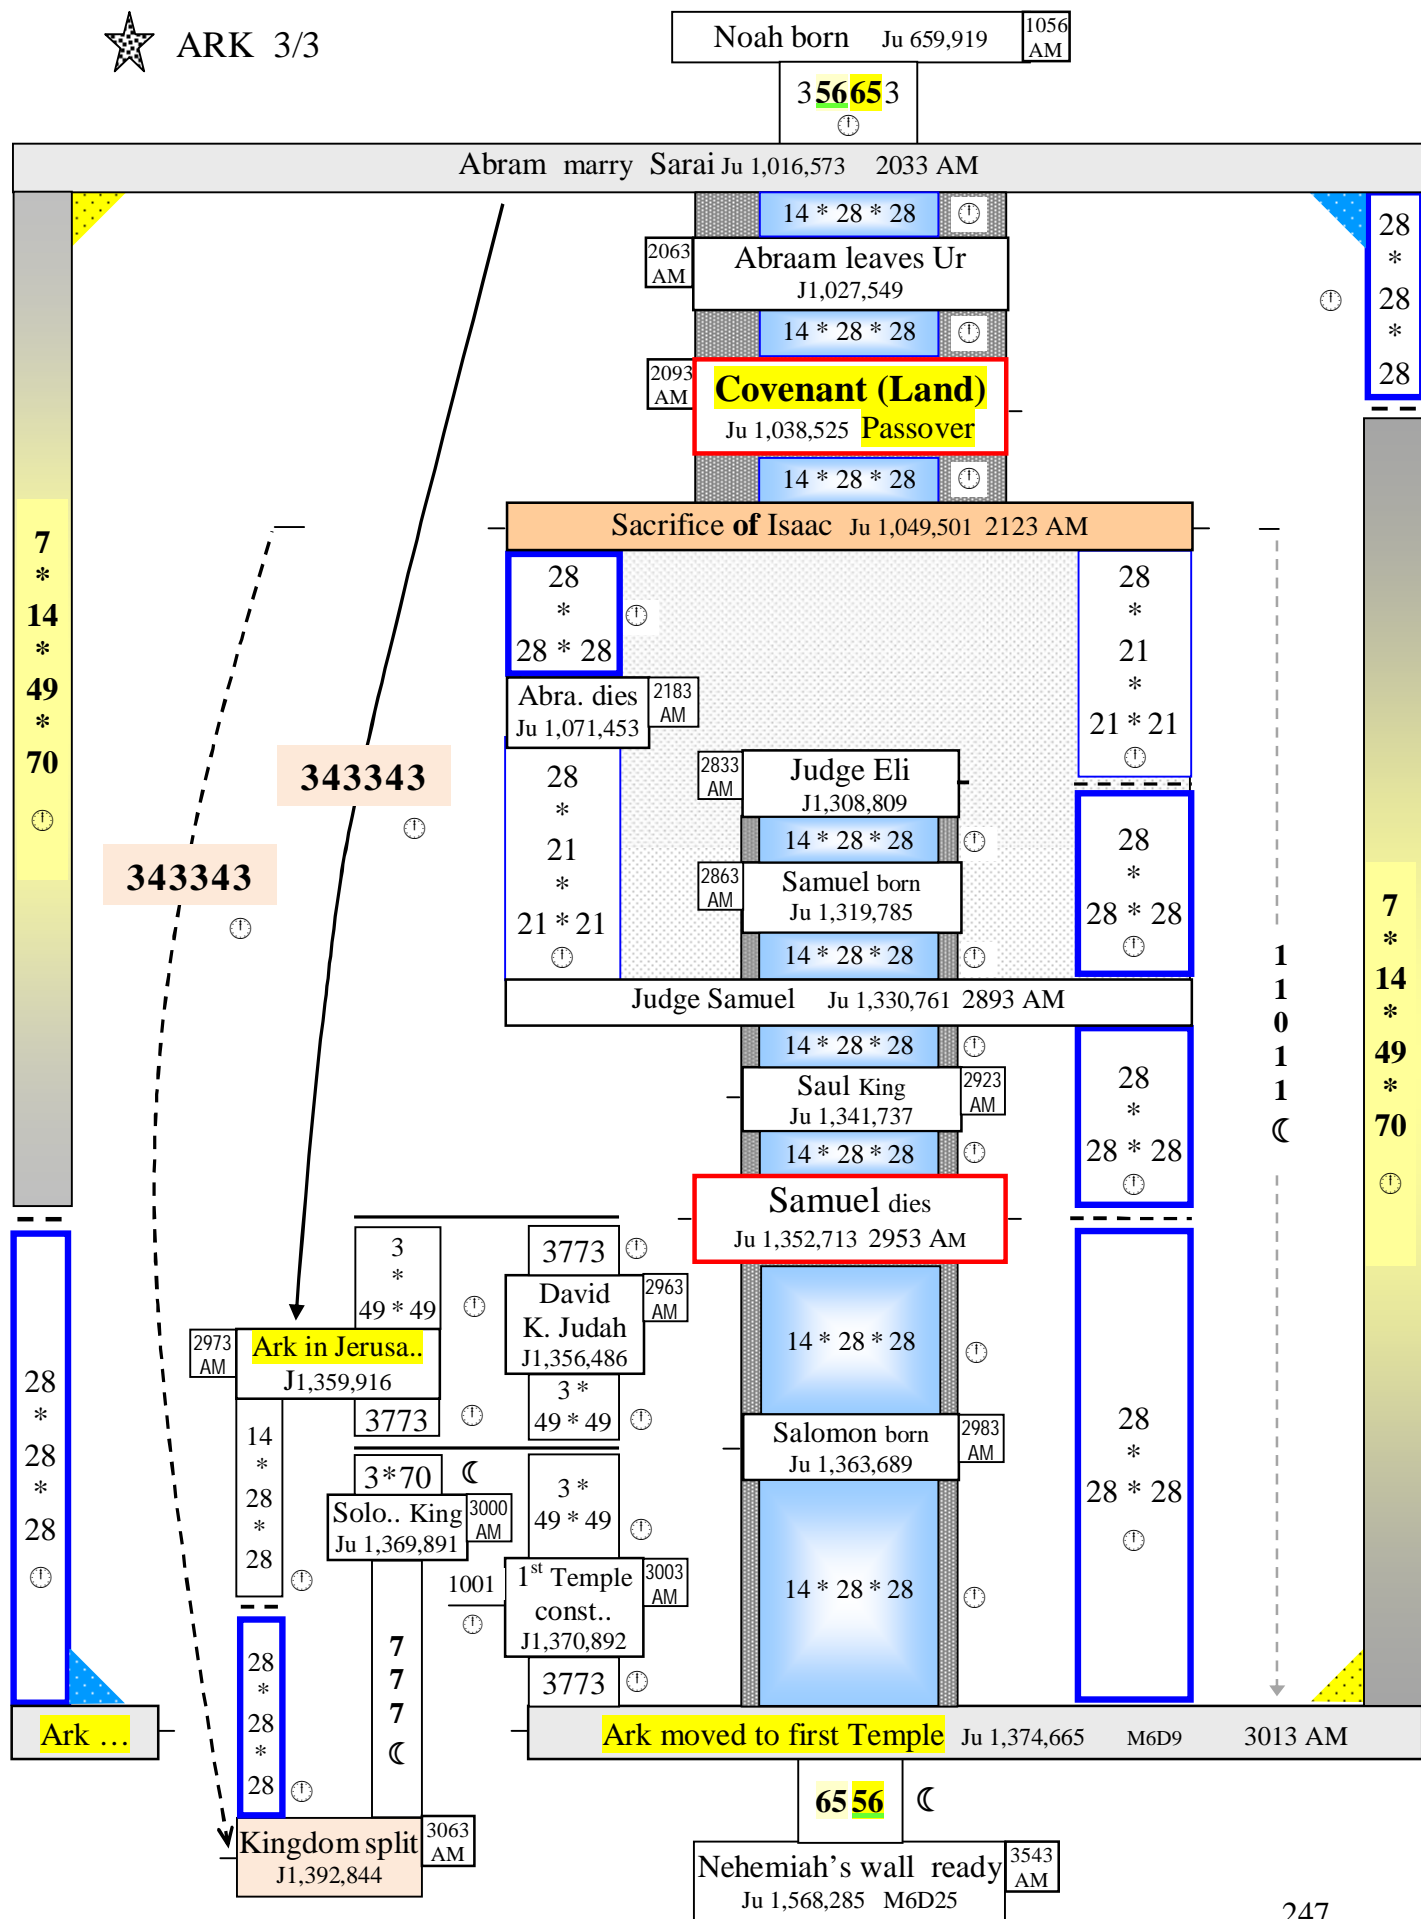 ARK 3/3
Noah born Ju 659,919
1056
AM
3 56 65 3
Abram marry Sarai Ju 1,016,573 2033 AM
14 * 28 * 28
2063
AM
Abraam leaves Ur
J1,027,549
14 * 28 * 28
2093
AM
Covenant (Land)
Ju 1,038,525 Passover
14 * 28 * 28
28
*
28
*
28
Sacrifice of Isaac Ju 1,049,501 2123 AM
7
*
14
*
49
*
70
28
*
28 * 28
Abra. dies
Ju 1,071,453
2183
AM
28
*
21
*
21 * 21
28
*
21
*
21 * 21
343343
343343
2833
AM
Judge Eli
J1,308,809
14 * 28 * 28
2863
AM
Samuel born
Ju 1,319,785
14 * 28 * 28
28
*
28 * 28
Judge Samuel Ju 1,330,761 2893 AM
14 * 28 * 28
Saul King
Ju 1,341,737
2923
AM
14 * 28 * 28
28
*
28 * 28
1
1
0
1
1
☾
7
*
14
*
49
*
70
Samuel dies
Ju 1,352,713 2953 AM
3
*
49 * 49
3773
David
K. Judah
J1,356,486
2963
AM
2973
AM
Ark in Jerusa..
J1,359,916
3 *
49 * 49
3773
14 * 28 * 28
Salomon born
Ju 1,363,689
2983
AM
28
*
28
*
28
14
*
28
*
28
3*70 ☾
Solo.. King
Ju 1,369,891
3000
AM
3 *
49 * 49
1001
1st Temple
const..
J1,370,892
3003
AM
3773
14 * 28 * 28
28
*
28 * 28
28
*
28
*
28
7
7
7
☾
Ark …
Ark moved to first Temple Ju 1,374,665 M6D9 3013 AM
65 56 ☾
Kingdom split
J1,392,844
3063
AM
Nehemiah's wall ready
Ju 1,568,285 M6D25
3543
AM
247